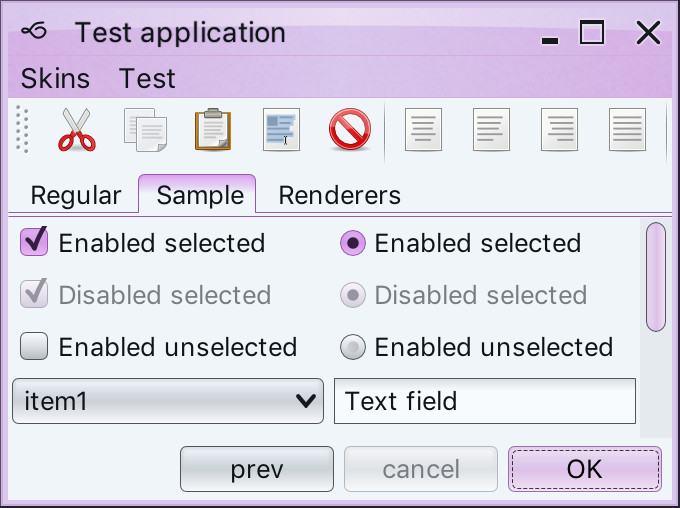 Test application
Skins Test
Regular Sample Renderers
Enabled selected Enabled selected
Disabled selected Disabled selected
Enabled unselected Enabled unselected
item1 Text field
prev cancel OK